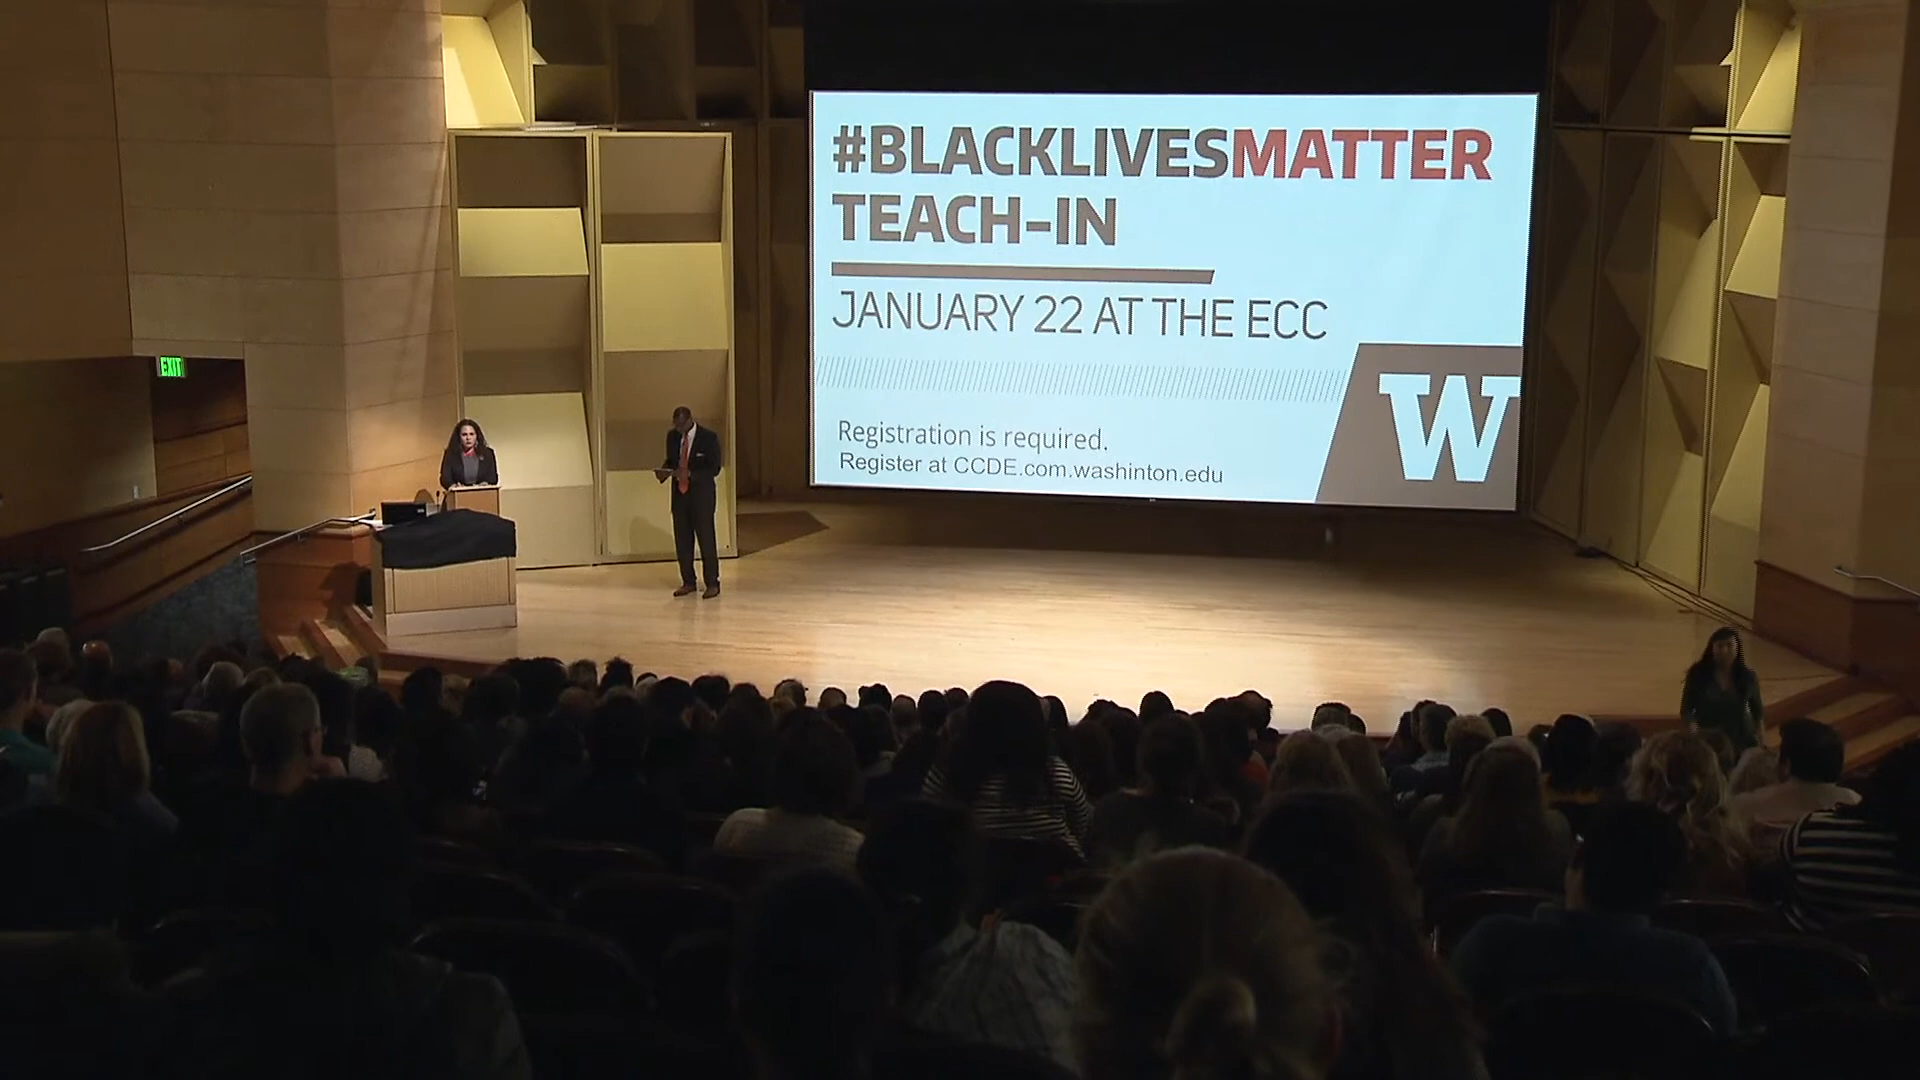 #BLACKLIVESMATTER
TEACH-IN
JANUARY 22 AT THE ECC
W
Registration is required.
Register at CCDE.com.washinton.edu
EXIT